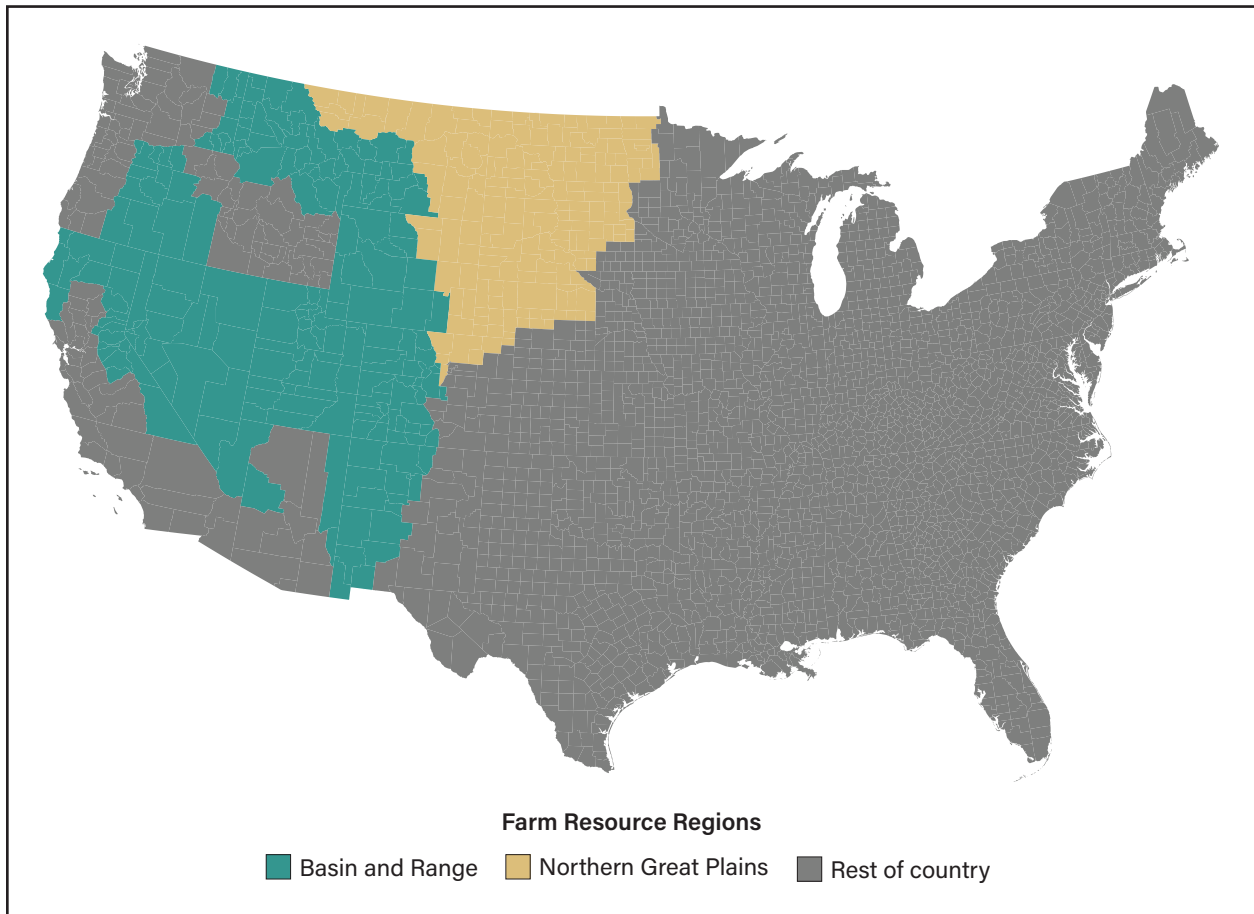 Farm Resource Regions
Basin and Range Northern Great Plains Rest of country